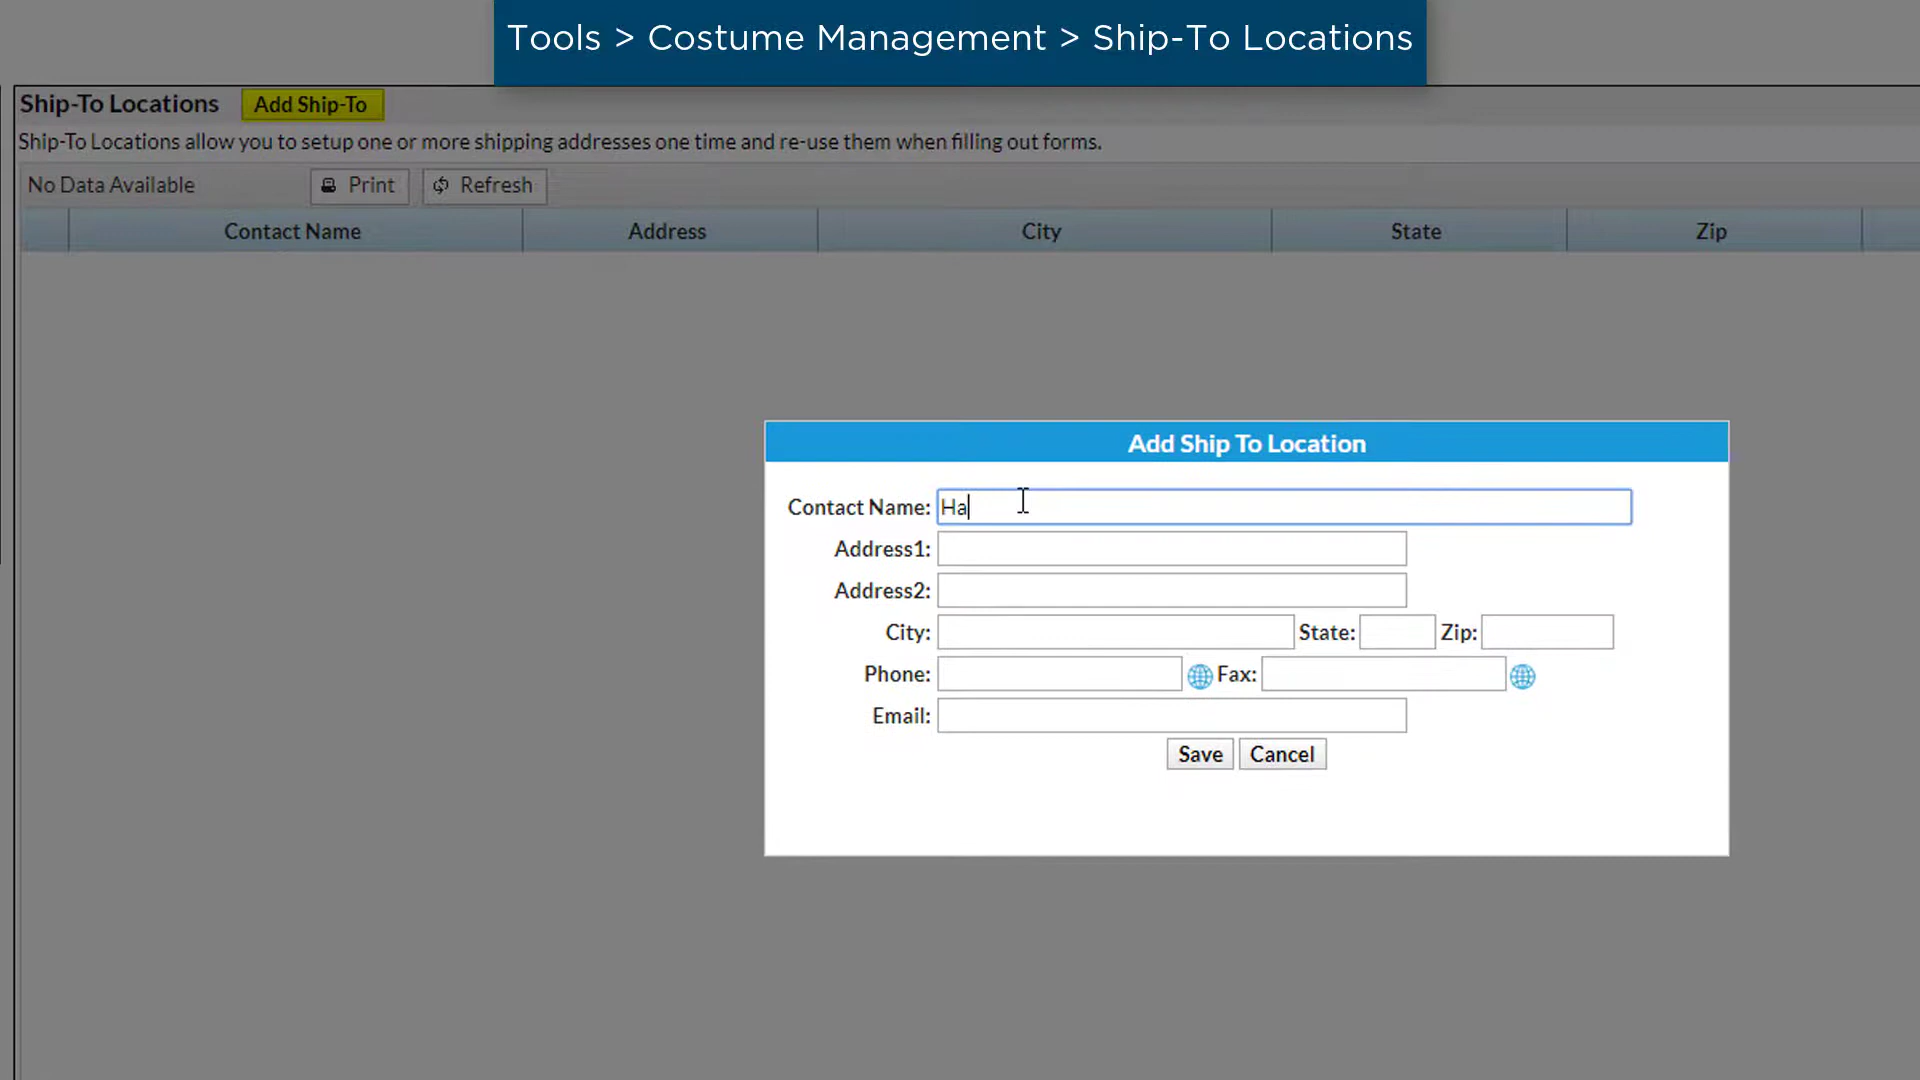 Tools > Costume Management > Ship-To Locations
Ship-To Locations Add Ship-To
Ship-To Locations allow you to setup one or more shipping addresses one time and re-use them when filling out forms.
No Data Available Print Refresh
Contact Name Address City State Zip
Add Ship To Location
Contact Name: Ha
Address1:
Address2:
City: State: Zip:
Phone: Fax:
Email:
Save Cancel